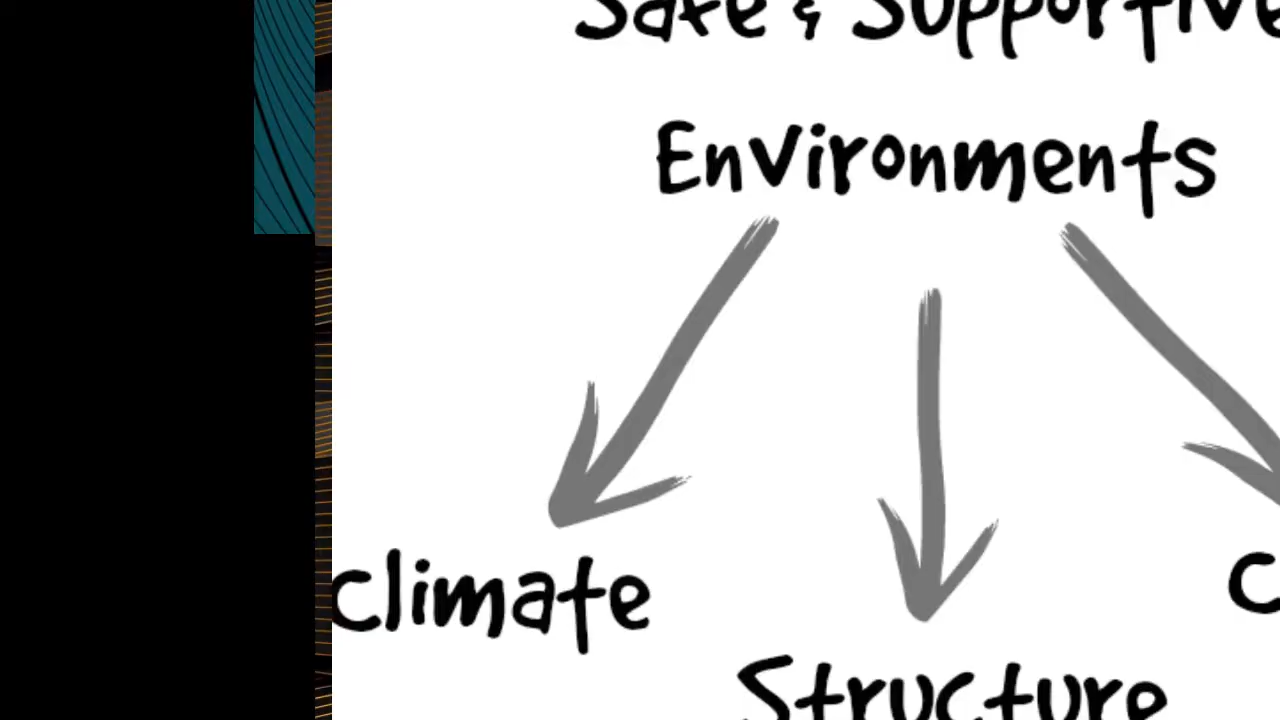 Safe & Supportive
Environments
Climate
Structure